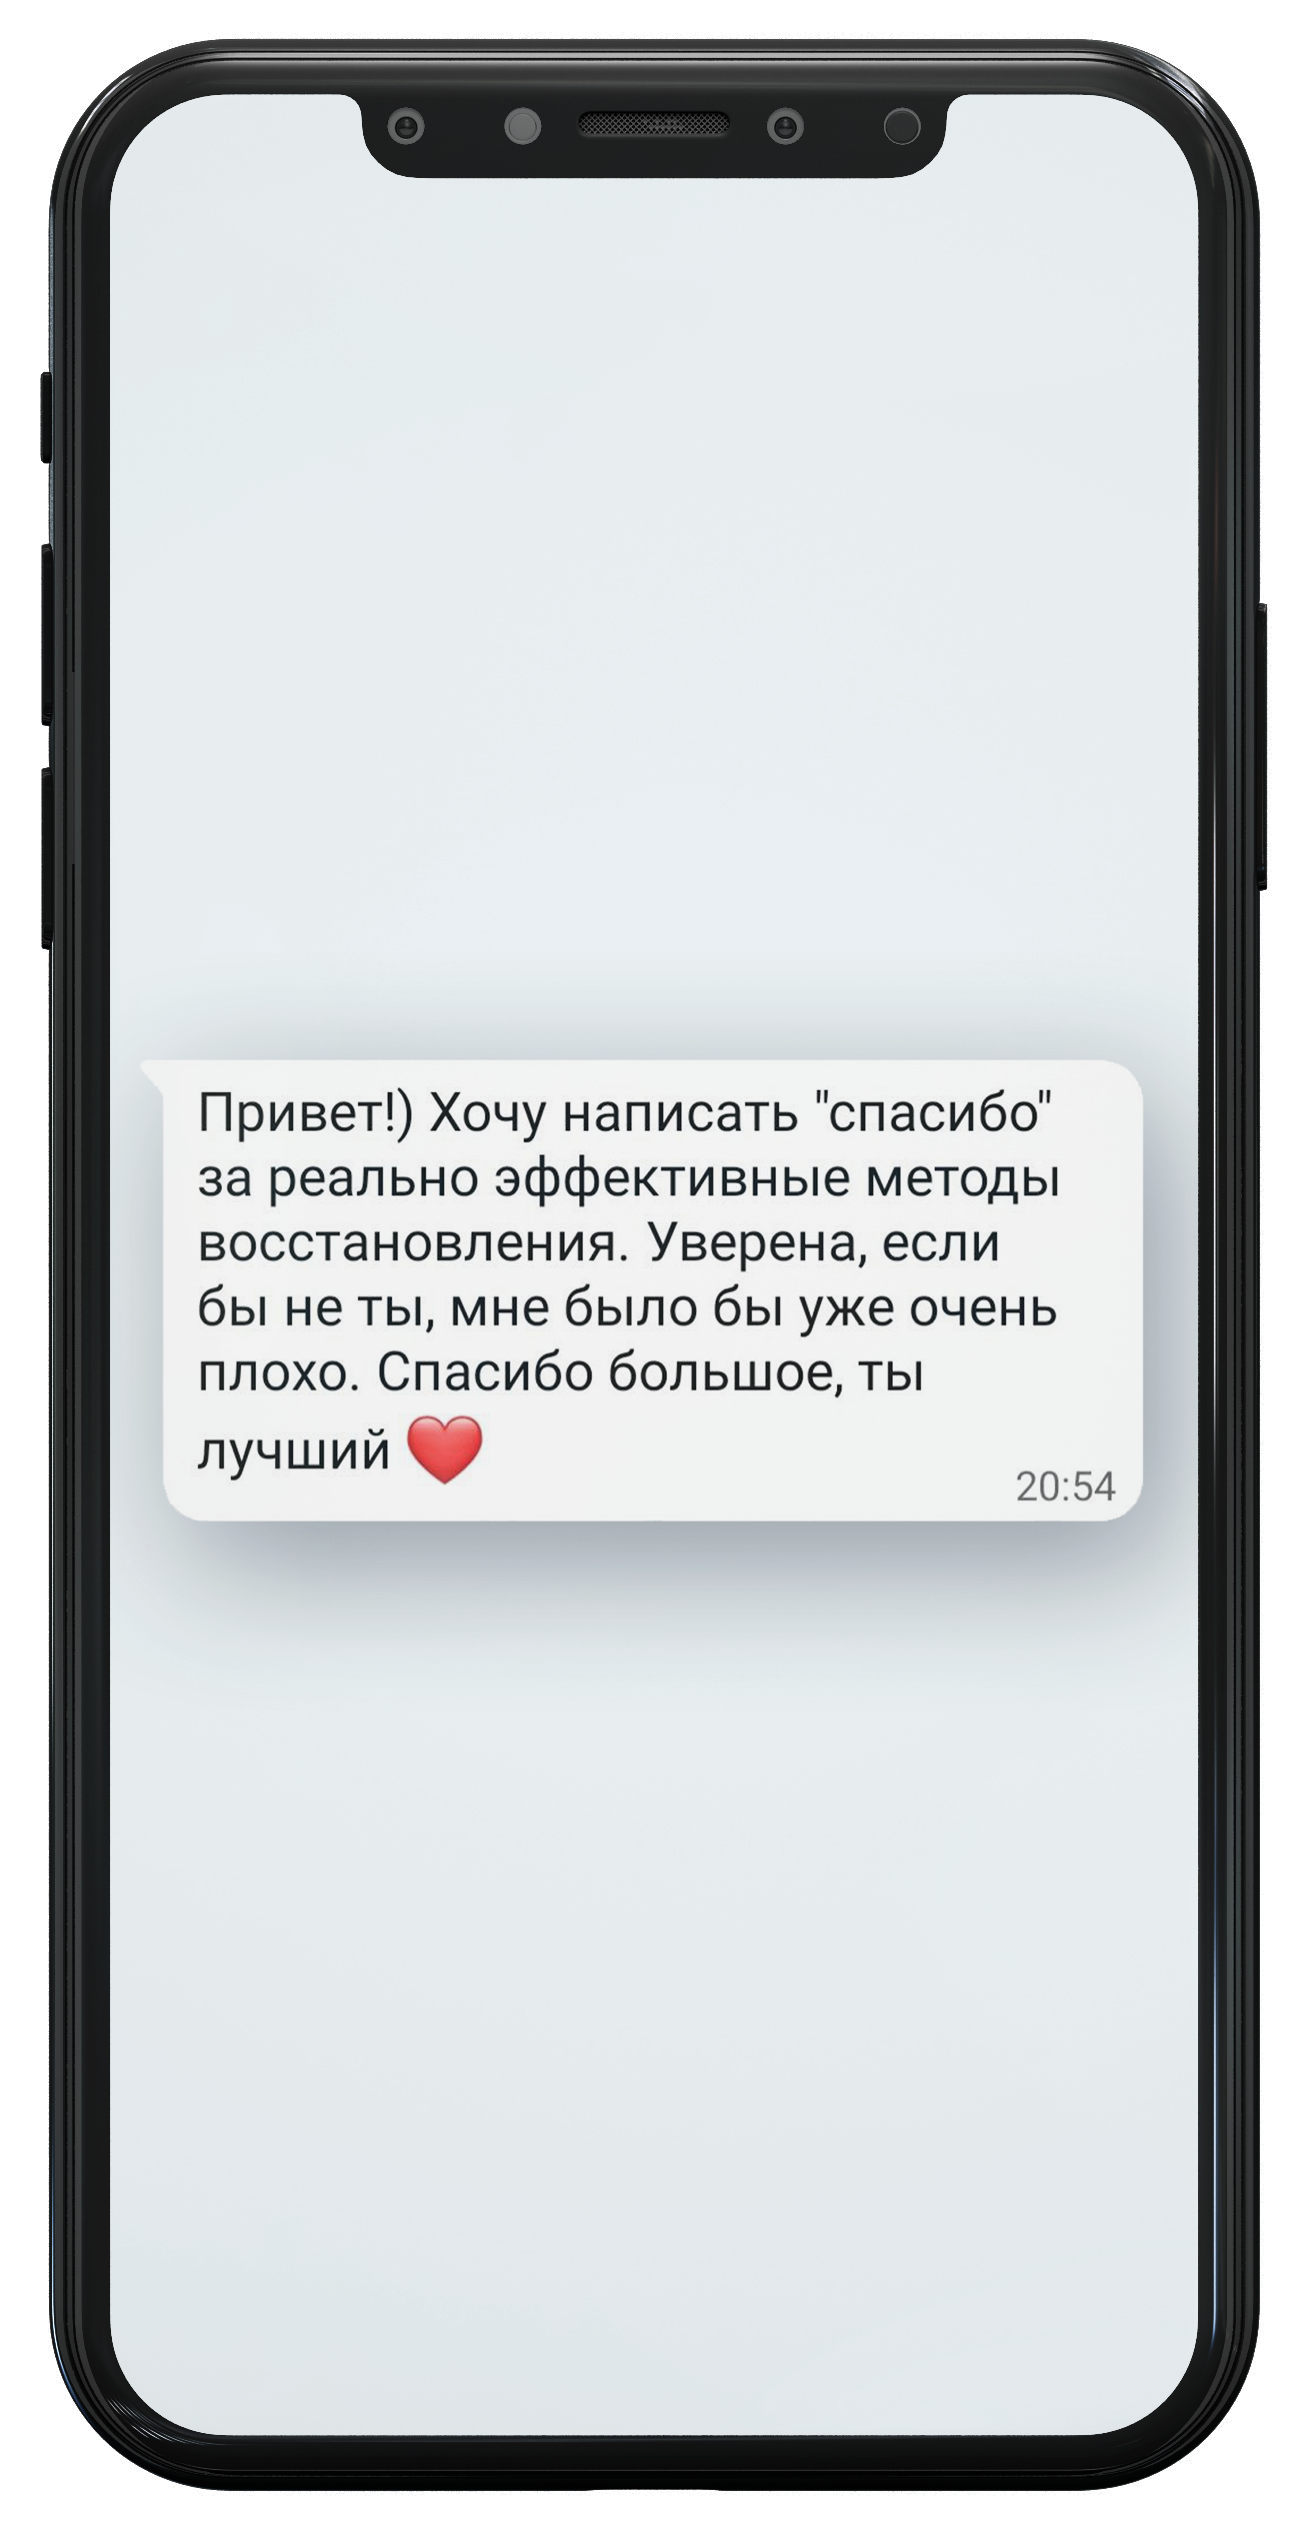 Привет!) Хочу написать "спасибо"
за реально эффективные методы
восстановления. Уверена, если
бы не ты, мне было бы уже очень
плохо. Спасибо большое, ты
лучший ❤️
20:54